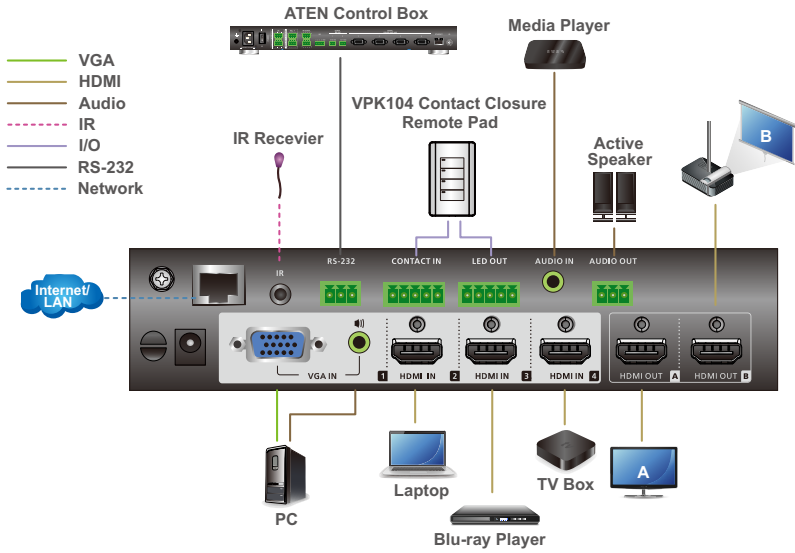 ATEN Control Box
Media Player
VGA
HDMI
Audio
IR
I/O
RS-232
Network
VPK104 Contact Closure
Remote Pad
IR Recevier
Active
Speaker
B
Internet/
LAN
IR
RS-232
CONTACT IN
LED OUT
AUDIO IN
AUDIO OUT
VGA IN
1
HDMI IN
2
HDMI IN
3
HDMI IN
4
HDMI OUT
A
HDMI OUT
B
PC
Laptop
Blu-ray Player
TV Box
A